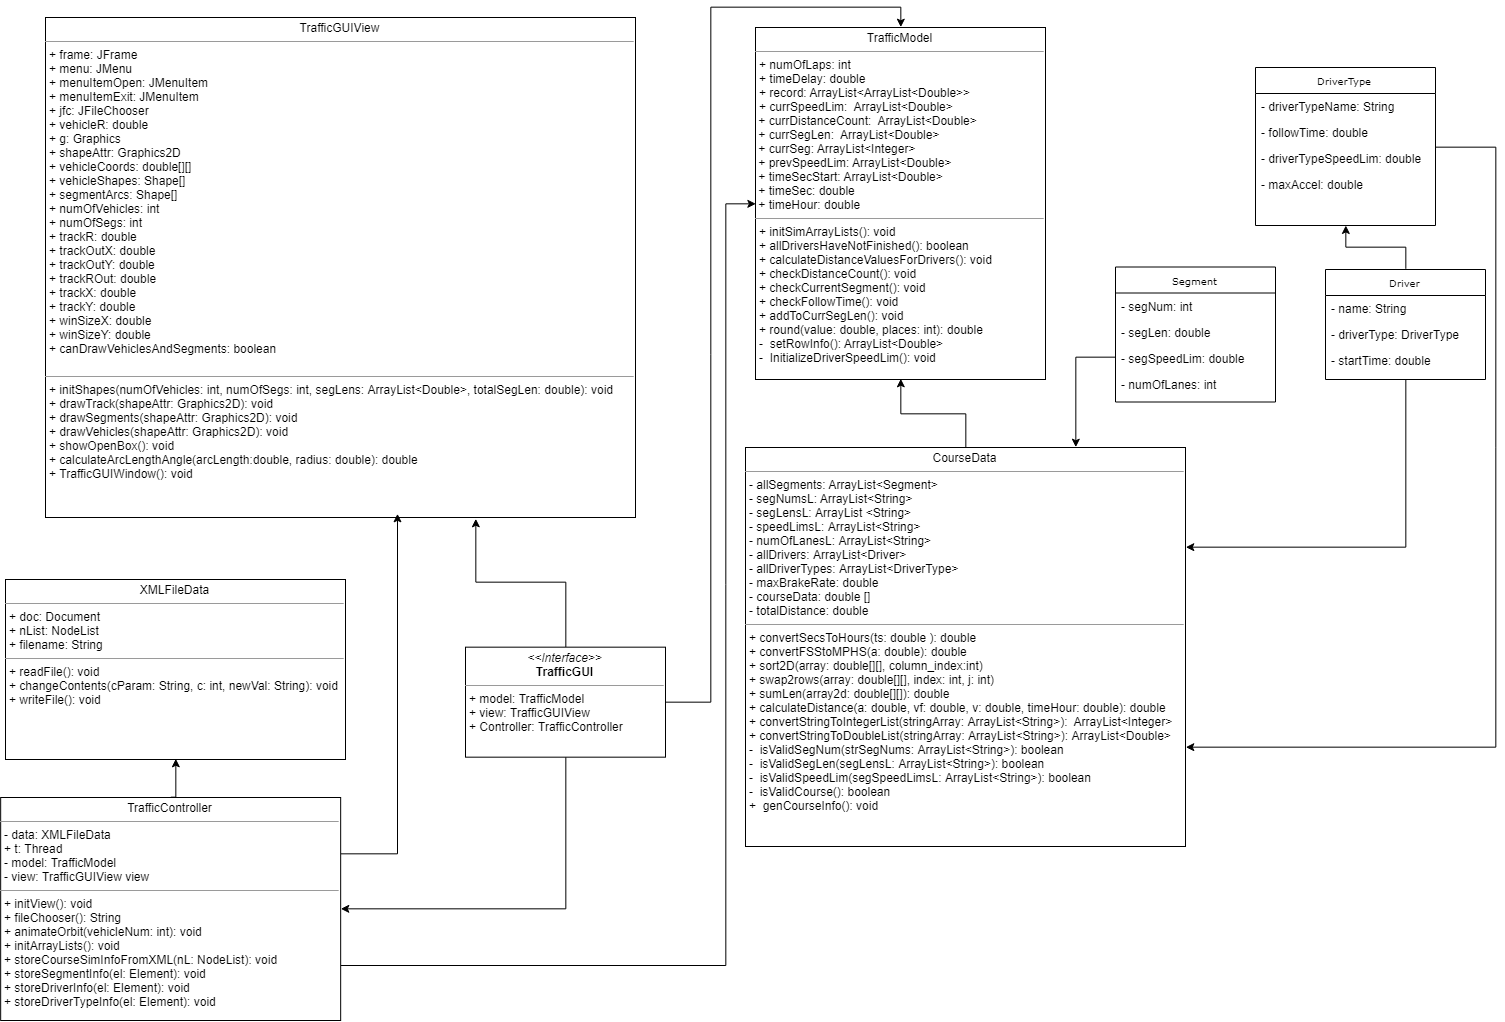 TrafficGUIView
+ frame: JFrame
+ menu: JMenu
+ menuItemOpen: JMenuItem
+ menuItemExit: JMenuItem
+ jfc: JFileChooser
+ vehicleR: double
+ g: Graphics
+ shapeAttr: Graphics2D
+ vehicleCoords: double[][]
+ vehicleShapes: Shape[]
+ segmentArcs: Shape[]
+ numOfVehicles: int
+ numOfSegs: int
+ trackR: double
+ trackOutX: double
+ trackOutY: double
+ trackROut: double
+ trackX: double
+ trackY: double
+ winSizeX: double
+ winSizeY: double
+ canDrawVehiclesAndSegments: boolean
+ initShapes(numOfVehicles: int, numOfSegs: int, segLens: ArrayList<Double>, totalSegLen: double): void
+ drawTrack(shapeAttr: Graphics2D): void
+ drawSegments(shapeAttr: Graphics2D): void
+ drawVehicles(shapeAttr: Graphics2D): void
+ showOpenBox(): void
+ calculateArcLengthAngle(arcLength:double, radius: double): double
+ TrafficGUIWindow(): void
TrafficModel
+ numOfLaps: int
+ timeDelay: double
+ record: ArrayList<ArrayList<Double>>
+ currSpeedLim:  ArrayList<Double>
+ currDistanceCount:  ArrayList<Double>
+ currSegLen:  ArrayList<Double>
+ currSeg: ArrayList<Integer>
+ prevSpeedLim: ArrayList<Double>
+ timeSecStart: ArrayList<Double>
+ timeSec: double
+ timeHour: double
+ initSimArrayLists(): void
+ allDriversHaveNotFinished(): boolean
+ calculateDistanceValuesForDrivers(): void
+ checkDistanceCount(): void
+ checkCurrentSegment(): void
+ checkFollowTime(): void
+ addToCurrSegLen(): void
+ round(value: double, places: int): double
-  setRowInfo(): ArrayList<Double>
-  InitializeDriverSpeedLim(): void
DriverType
- driverTypeName: String
- followTime: double
- driverTypeSpeedLim: double
- maxAccel: double
Segment
- segNum: int
- segLen: double
- segSpeedLim: double
- numOfLanes: int
Driver
- name: String
- driverType: DriverType
- startTime: double
CourseData
- allSegments: ArrayList<Segment>
- segNumsL: ArrayList<String>
- segLensL: ArrayList <String>
- speedLimsL: ArrayList<String>
- numOfLanesL: ArrayList<String>
- allDrivers: ArrayList<Driver>
- allDriverTypes: ArrayList<DriverType>
- maxBrakeRate: double
- courseData: double []
- totalDistance: double
+ convertSecsToHours(ts: double ): double
+ convertFSStoMPHS(a: double): double
+ sort2D(array: double[][], column_index:int)
+ swap2rows(array: double[][], index: int, j: int)
+ sumLen(array2d: double[][]): double
+ calculateDistance(a: double, vf: double, v: double, timeHour: double): double
+ convertStringToIntegerList(stringArray: ArrayList<String>):  ArrayList<Integer>
+ convertStringToDoubleList(stringArray: ArrayList<String>): ArrayList<Double>
-  isValidSegNum(strSegNums: ArrayList<String>): boolean
-  isValidSegLen(segLensL: ArrayList<String>): boolean
-  isValidSpeedLim(segSpeedLimsL: ArrayList<String>): boolean
-  isValidCourse(): boolean
+  genCourseInfo(): void
XMLFileData
+ doc: Document
+ nList: NodeList
+ filename: String
+ readFile(): void
+ changeContents(cParam: String, c: int, newVal: String): void
+ writeFile(): void
<<Interface>>
TrafficGUI
+ model: TrafficModel
+ view: TrafficGUIView
+ Controller: TrafficController
TrafficController
- data: XMLFileData
+ t: Thread
- model: TrafficModel
- view: TrafficGUIView view
+ initView(): void
+ fileChooser(): String
+ animateOrbit(vehicleNum: int): void
+ initArrayLists(): void
+ storeCourseSimInfoFromXML(nL: NodeList): void
+ storeSegmentInfo(el: Element): void
+ storeDriverInfo(el: Element): void
+ storeDriverTypeInfo(el: Element): void